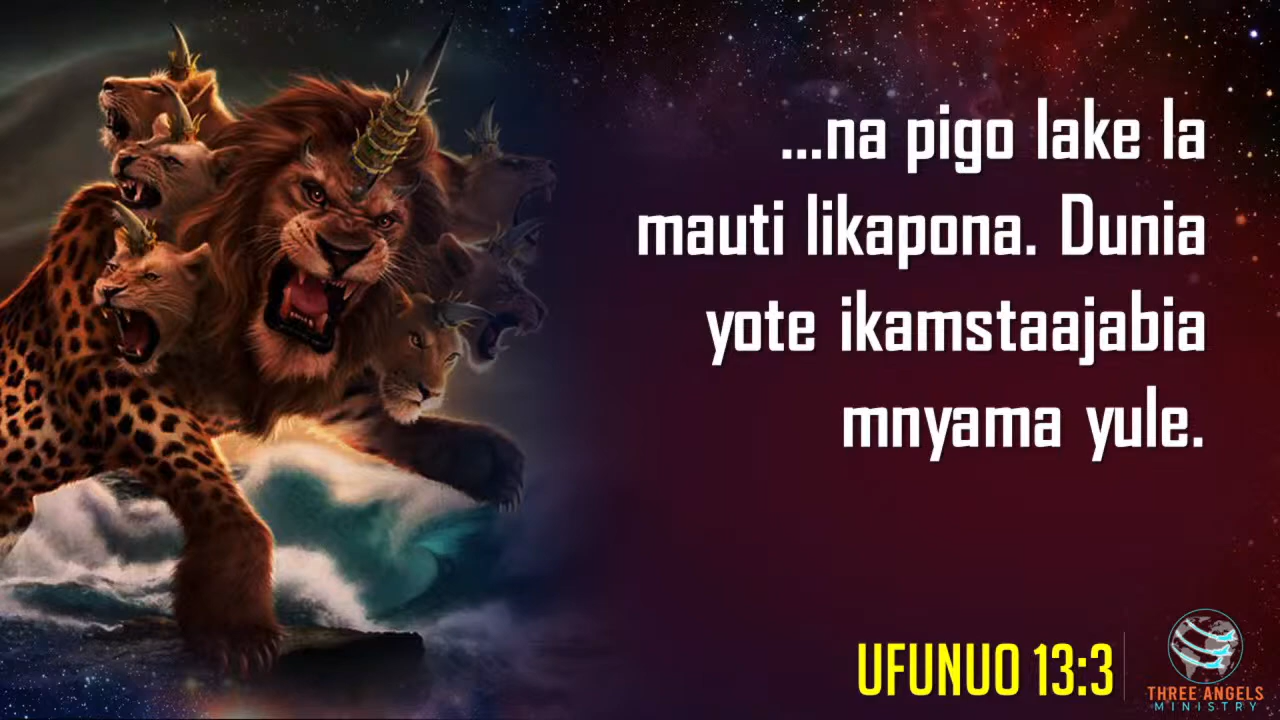 ...na pigo lake la
mauti likapona. Dunia
yote ikamstaajabia
mnyama yule.
UFUNUO 13:3
THREE ANGELS
MINISTRY